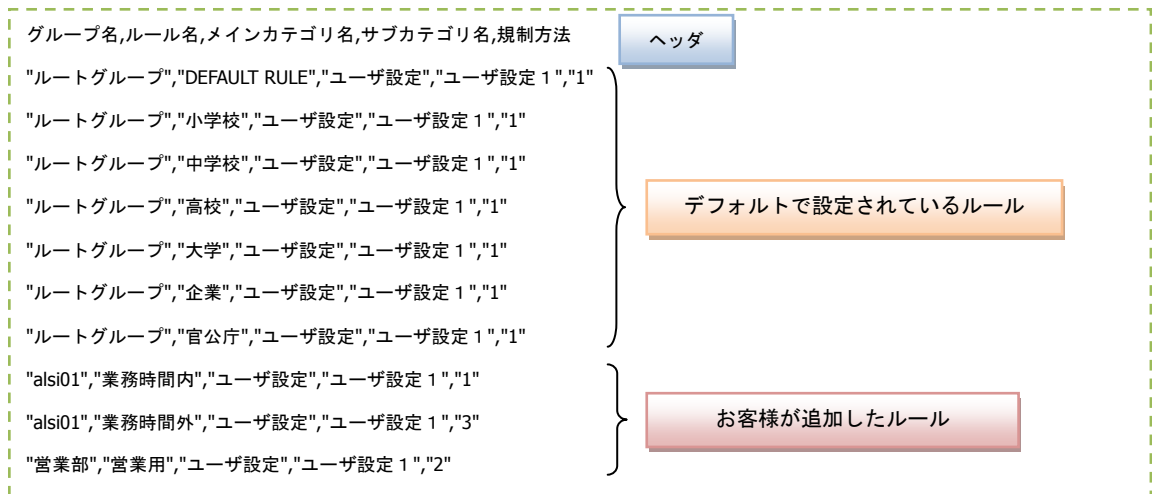 グループ名,ルール名,メインカテゴリ名,サブカテゴリ名,規制方法
ヘッダ
"ルートグループ","DEFAULT RULE","ユーザ設定","ユーザ設定１","1"
"ルートグループ","小学校","ユーザ設定","ユーザ設定１","1"
"ルートグループ","中学校","ユーザ設定","ユーザ設定１","1"
"ルートグループ","高校","ユーザ設定","ユーザ設定１","1"
デフォルトで設定されているルール
"ルートグループ","大学","ユーザ設定","ユーザ設定１","1"
"ルートグループ","企業","ユーザ設定","ユーザ設定１","1"
"ルートグループ","官公庁","ユーザ設定","ユーザ設定１","1"
"alsi01","業務時間内","ユーザ設定","ユーザ設定１","1"
"alsi01","業務時間外","ユーザ設定","ユーザ設定１","3"
お客様が追加したルール
"営業部","営業用","ユーザ設定","ユーザ設定１","2"